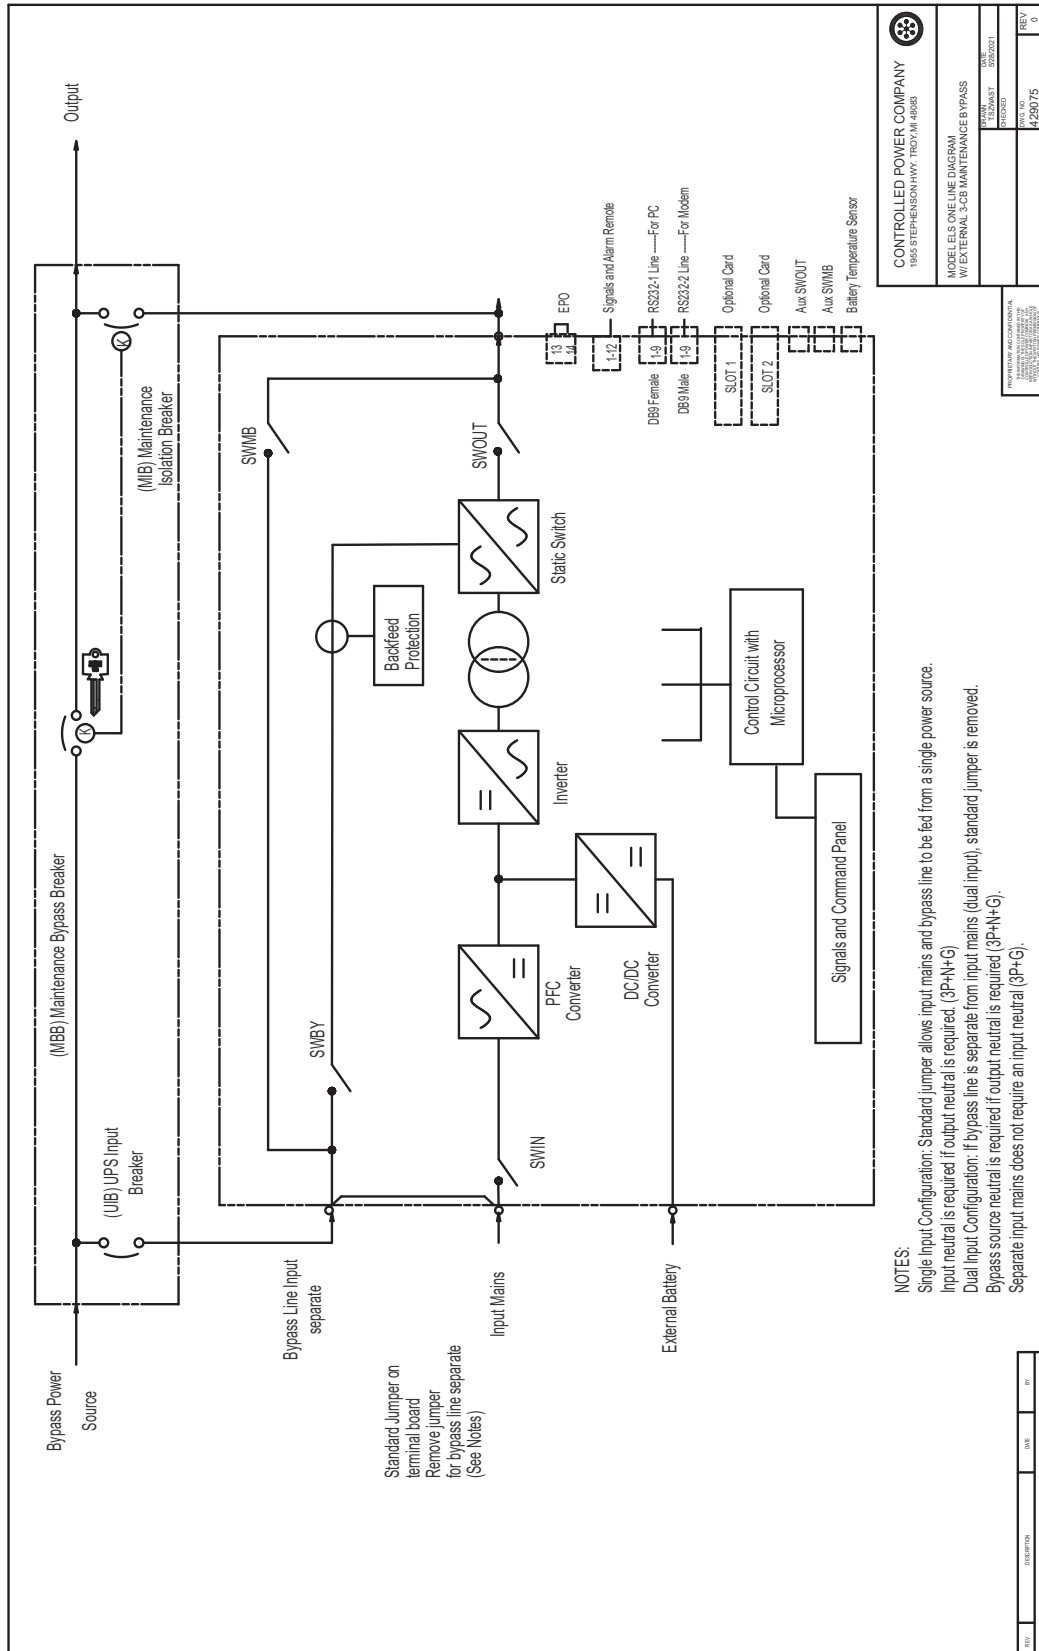 Bypass Power
Source
(UIB) UPS Input
Breaker
(MBB) Maintenance Bypass Breaker
K
(MIB) Maintenance
Isolation Breaker
K
Output
Bypass Line Input
separate
Standard Jumper on
terminal board
Remove jumper
for bypass line separate
(See Notes)
Input Mains
External Battery
SWBY
SWMB
SWIN
SWOUT
Backfeed
Protection
PFC
Converter
DC/DC
Converter
Inverter
Static Switch
Control Circuit with
Microprocessor
Signals and Command Panel
13
14
EPO
1-12
Signals and Alarm Remote
DB9 Female
1-9
RS232-1 Line ------For PC
DB9 Male
1-9
RS232-2 Line ------For Modem
SLOT 1
Optional Card
SLOT 2
Optional Card
Aux SWOUT
Aux SWMB
Battery Temperature Sensor
NOTES:
Single Input Configuration: Standard jumper allows input mains and bypass line to be fed from a single power source.
Input neutral is required if output neutral is required. (3P+N+G)
Dual Input Configuration: If bypass line is separate from input mains (dual input), standard jumper is removed.
Bypass source neutral is required if output neutral is required (3P+N+G).
Separate input mains does not require an input neutral (3P+G).
REV
DESCRIPTION
DATE
BY
PROPRIETARY AND CONFIDENTIAL
CONTROLLED POWER COMPANY
1955 STEPHENSON HWY. TROY, MI 48083
MODEL ELS ONE LINE DIAGRAM
W/ EXTERNAL 3-CB MAINTENANCE BYPASS
DRAWN
T.SZWAST
DATE
5/28/2021
CHECKED
DWG. NO.
429075
REV
0